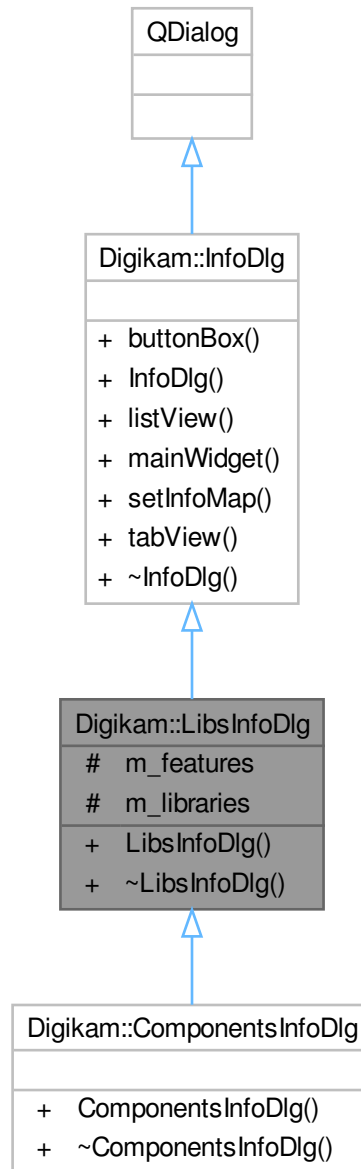 QDialog
Digikam::InfoDlg
+ buttonBox()
+ InfoDlg()
+ listView()
+ mainWidget()
+ setInfoMap()
+ tabView()
+ ~InfoDlg()
Digikam::LibsInfoDlg
# m_features
# m_libraries
+ LibsInfoDlg()
+ ~LibsInfoDlg()
Digikam::ComponentsInfoDlg
+ ComponentsInfoDlg()
+ ~ComponentsInfoDlg()